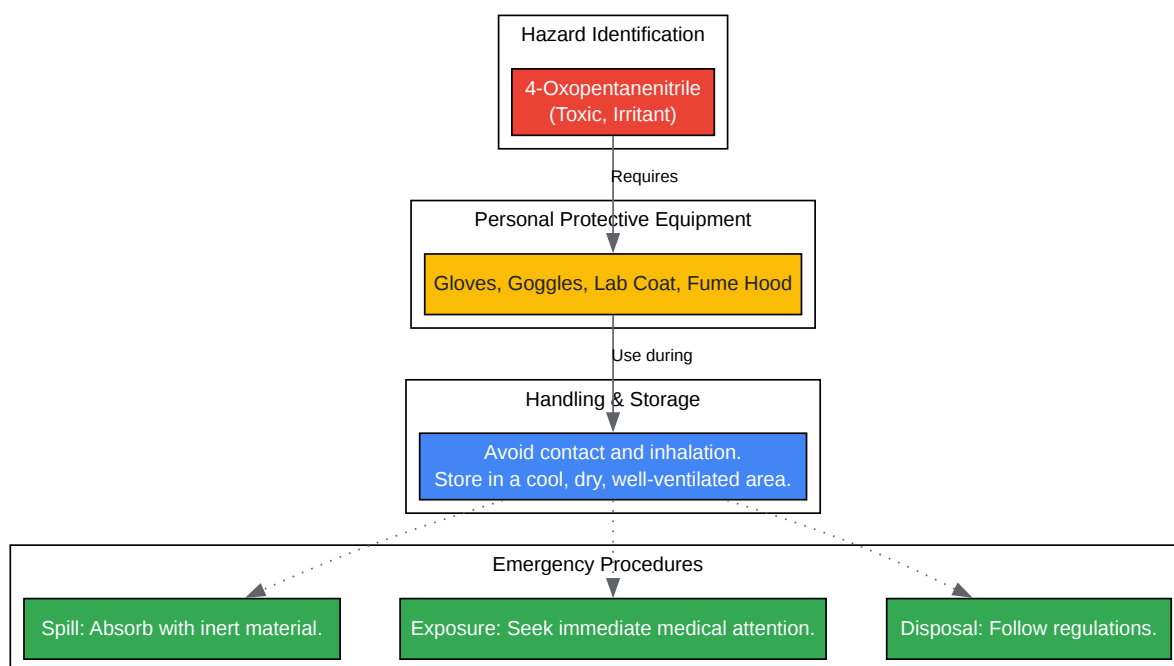 Hazard Identification
4-Oxopentanenitrile
(Toxic, Irritant)
Requires
Personal Protective Equipment
Gloves, Goggles, Lab Coat, Fume Hood
Use during
Handling & Storage
Avoid contact and inhalation.
Store in a cool, dry, well-ventilated area.
Emergency Procedures
Spill: Absorb with inert material.
Exposure: Seek immediate medical attention.
Disposal: Follow regulations.